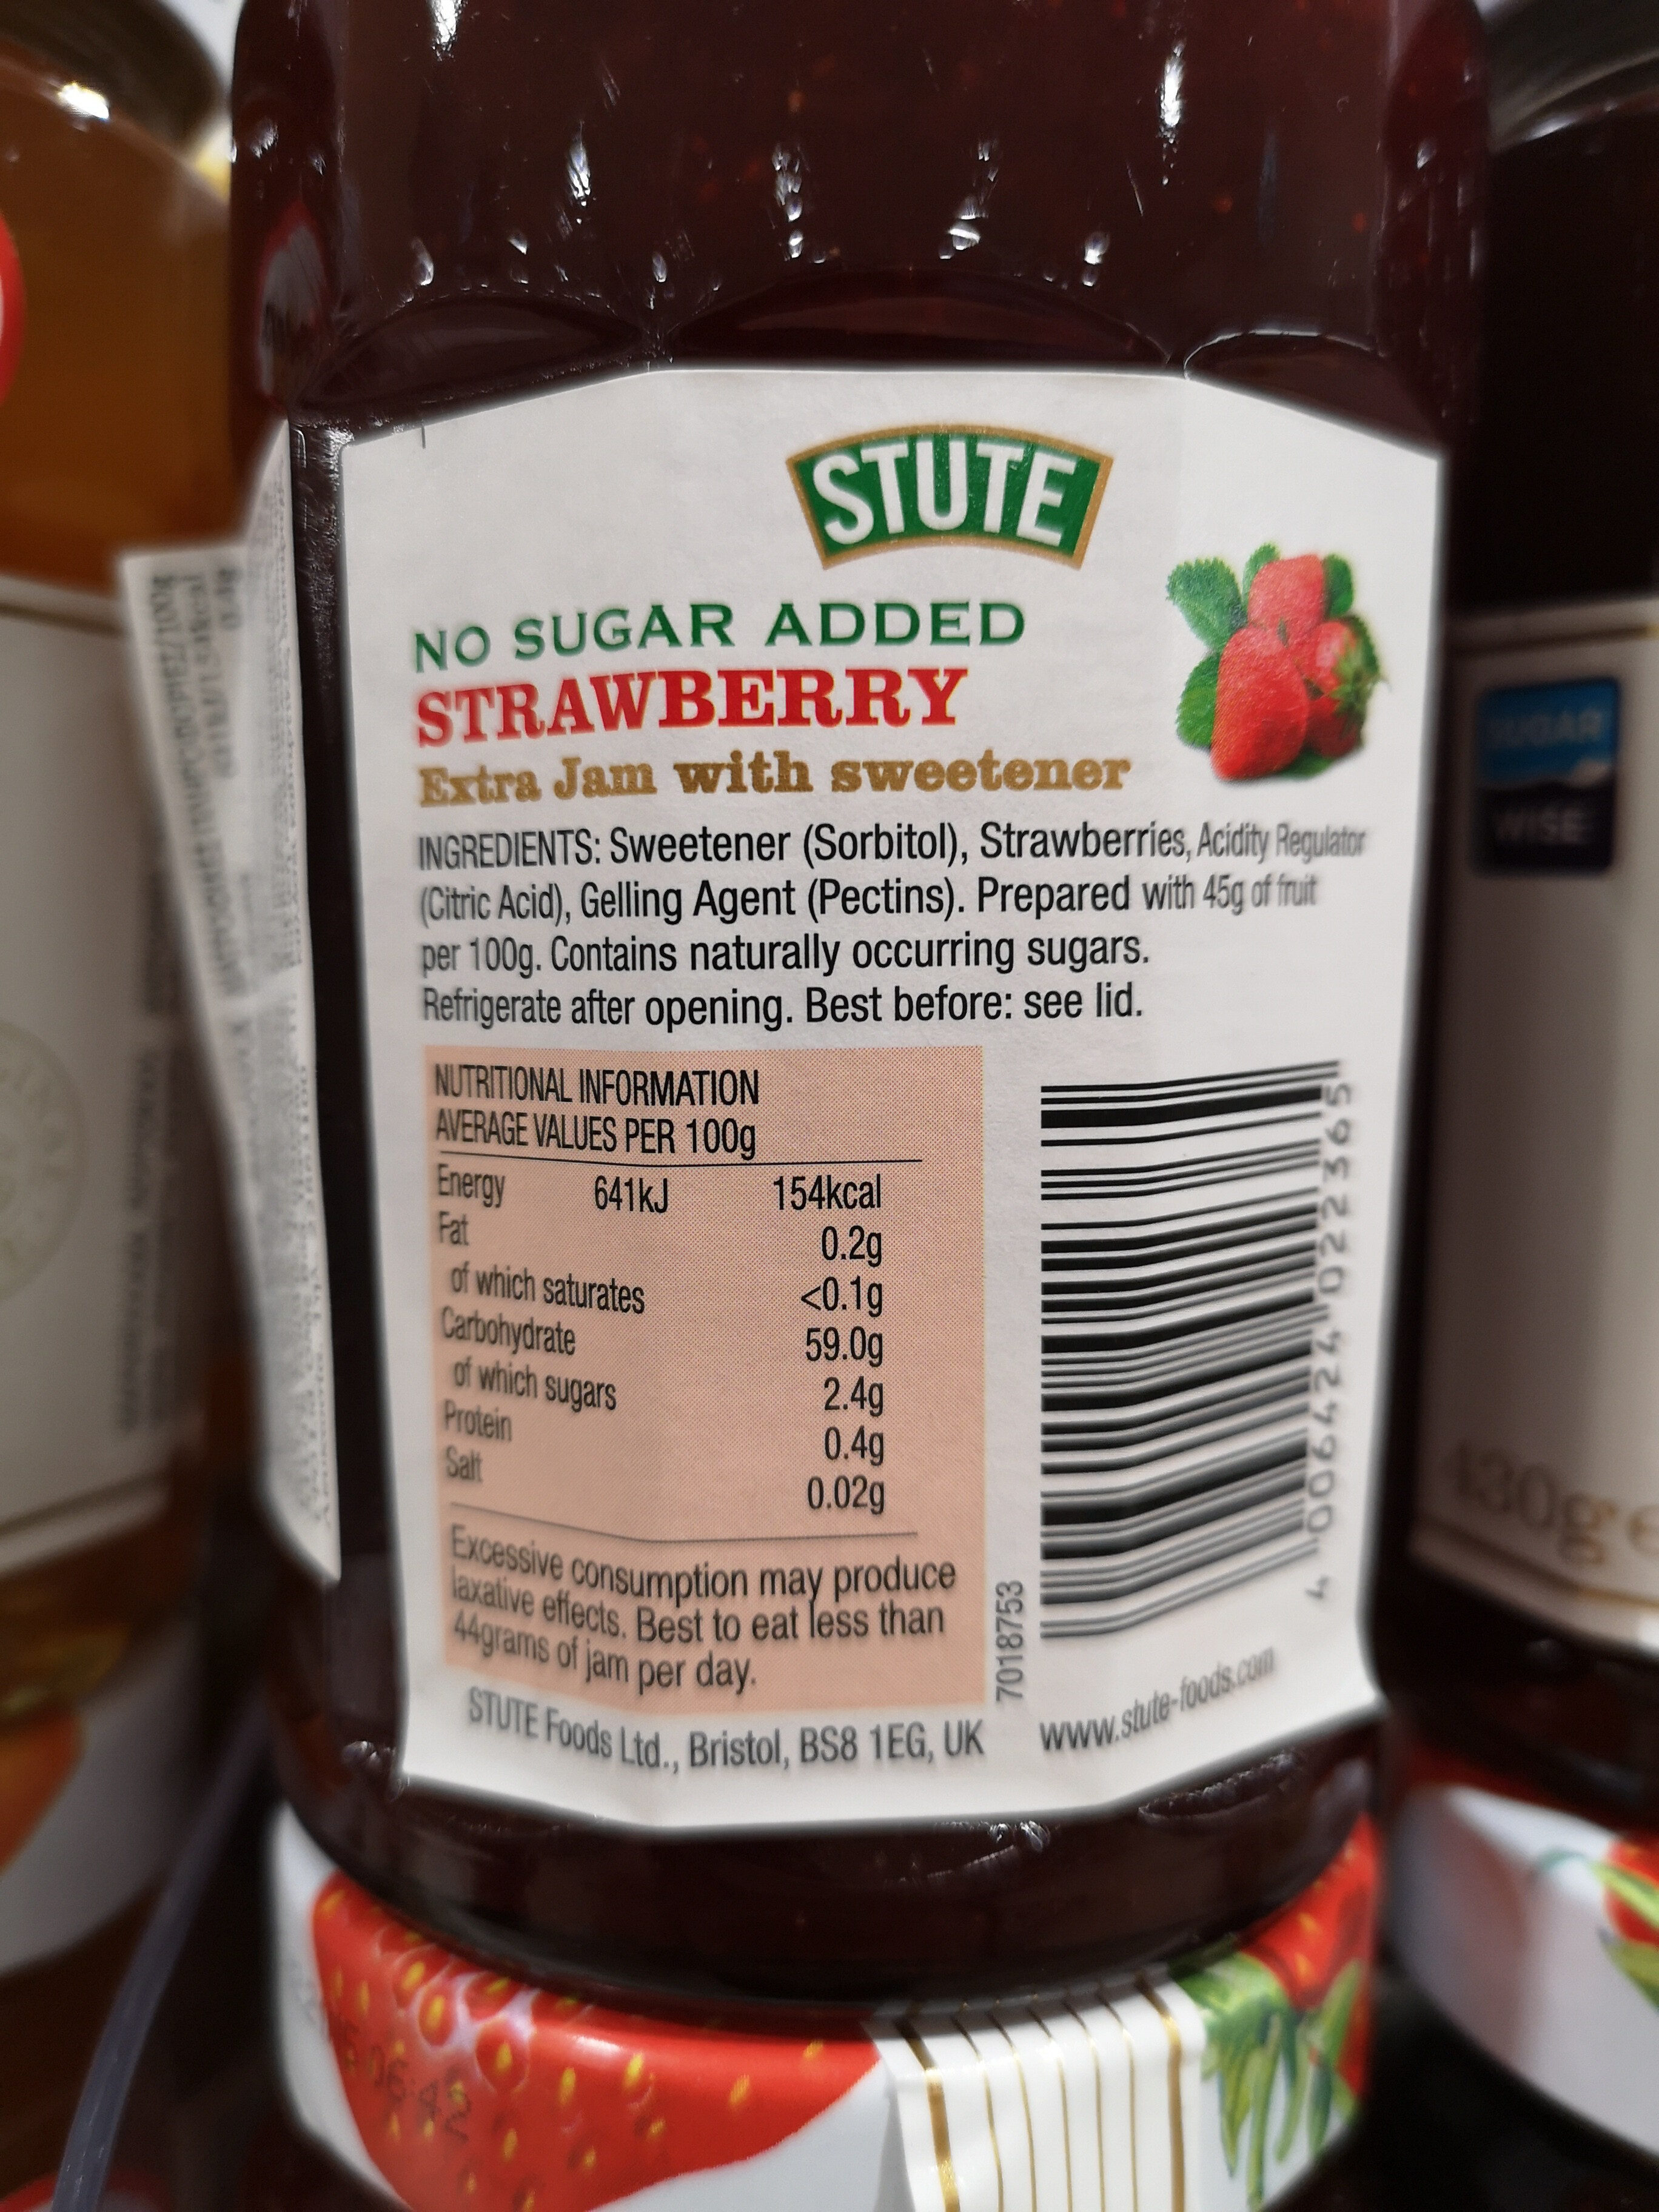 STUTE
NO SUGAR ADDED
STRAWBERRY
Extra Jam with sweetener
INGREDIENTS: Sweetener (Sorbitol), Strawberries, Acidity Regulator
(Citric Acid), Gelling Agent (Pectins). Prepared with 45g of fruit
per 100g. Contains naturally occurring sugars.
Refrigerate after opening. Best before: see lid.
NUTRITIONAL INFORMATION
AVERAGE VALUES PER 100g
Energy 641kJ 154kcal
Fat 0.2g
of which saturates <0.1g
Carbohydrate 59.0g
of which sugars 2.4g
Protein 0.4g
Salt 0.02g
Excessive consumption may produce
laxative effects. Best to eat less than
44grams of jam per day.
STUTE Foods Ltd., Bristol, BS8 1EG, UK
7018753
4 006424 022365
www.stute-foods.com
SUGAR
WISE
430g e
06:42